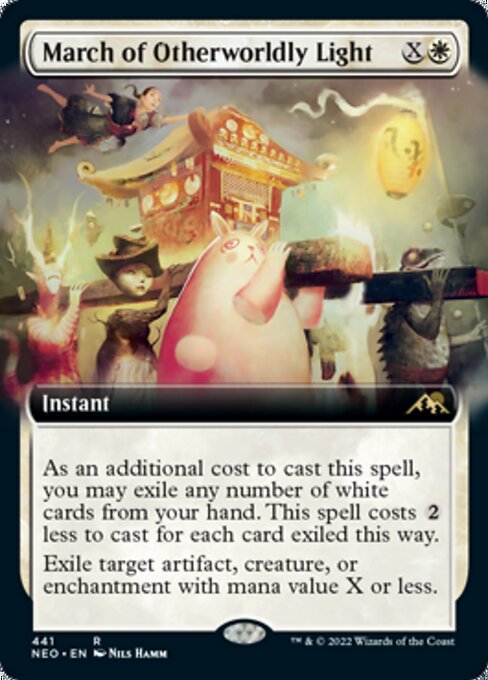 March of Otherworldly Light X
Instant
As an additional cost to cast this spell,
you may exile any number of white
cards from your hand. This spell costs 2
less to cast for each card exiled this way.
Exile target artifact, creature, or
enchantment with mana value X or less.
441 R
NEO • EN Nils Hamm
™ & © 2022 Wizards of the Coast